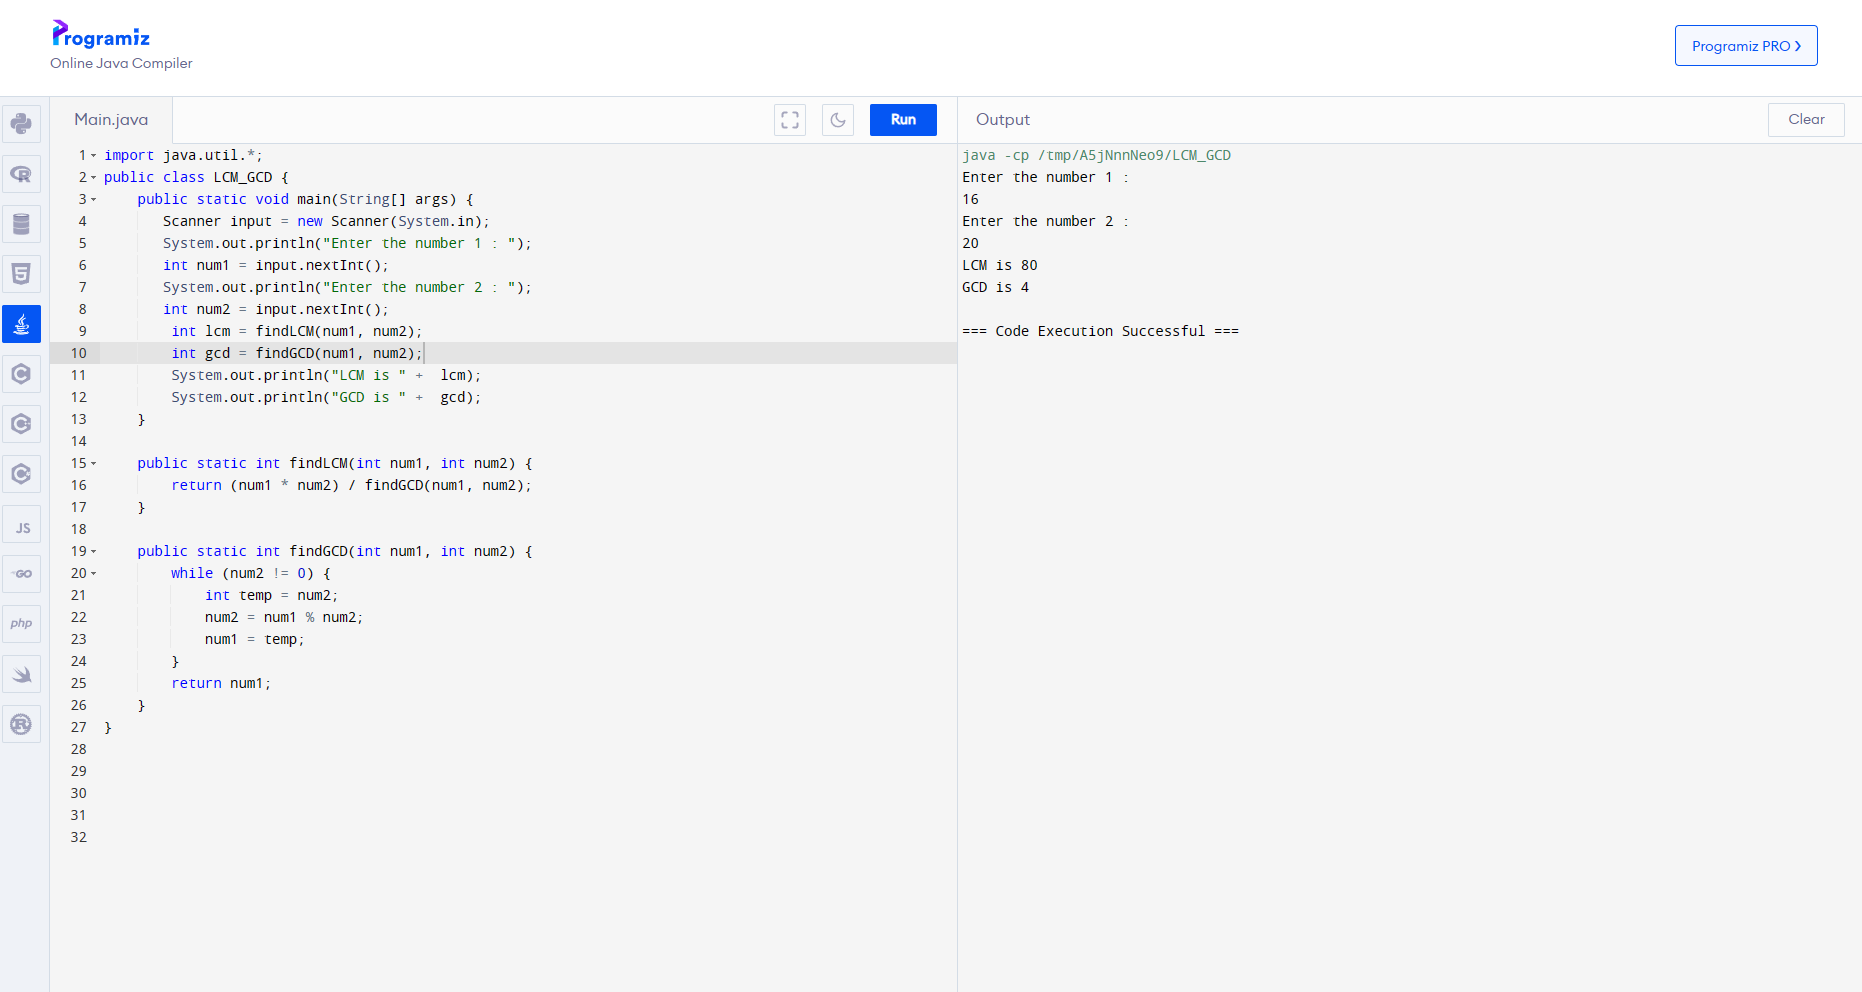 Programiz
Online Java Compiler
Programiz PRO ❯
Main.java
Run
Output
Clear
JS
GO
php
1 import java.util.*;
2 public class LCM_GCD {
3     public static void main(String[] args) {
4        Scanner input = new Scanner(System.in);
5        System.out.println("Enter the number 1 : ");
6        int num1 = input.nextInt();
7        System.out.println("Enter the number 2 : ");
8        int num2 = input.nextInt();
9         int lcm = findLCM(num1, num2);
10         int gcd = findGCD(num1, num2);
11         System.out.println("LCM is " +  lcm);
12         System.out.println("GCD is " +  gcd);
13     }
14
15     public static int findLCM(int num1, int num2) {
16         return (num1 * num2) / findGCD(num1, num2);
17     }
18
19     public static int findGCD(int num1, int num2) {
20         while (num2 != 0) {
21             int temp = num2;
22             num2 = num1 % num2;
23             num1 = temp;
24         }
25         return num1;
26     }
27 }
28
29
30
31
32
java -cp /tmp/A5jNnnNeo9/LCM_GCD
Enter the number 1 :
16
Enter the number 2 :
20
LCM is 80
GCD is 4
=== Code Execution Successful ===